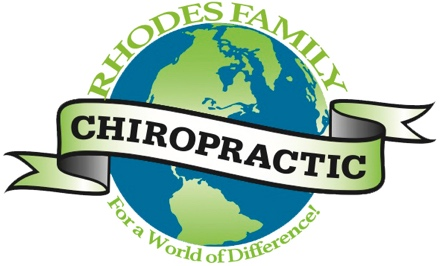 RHODES FAMILY
CHIROPRACTIC
For a World of Difference!